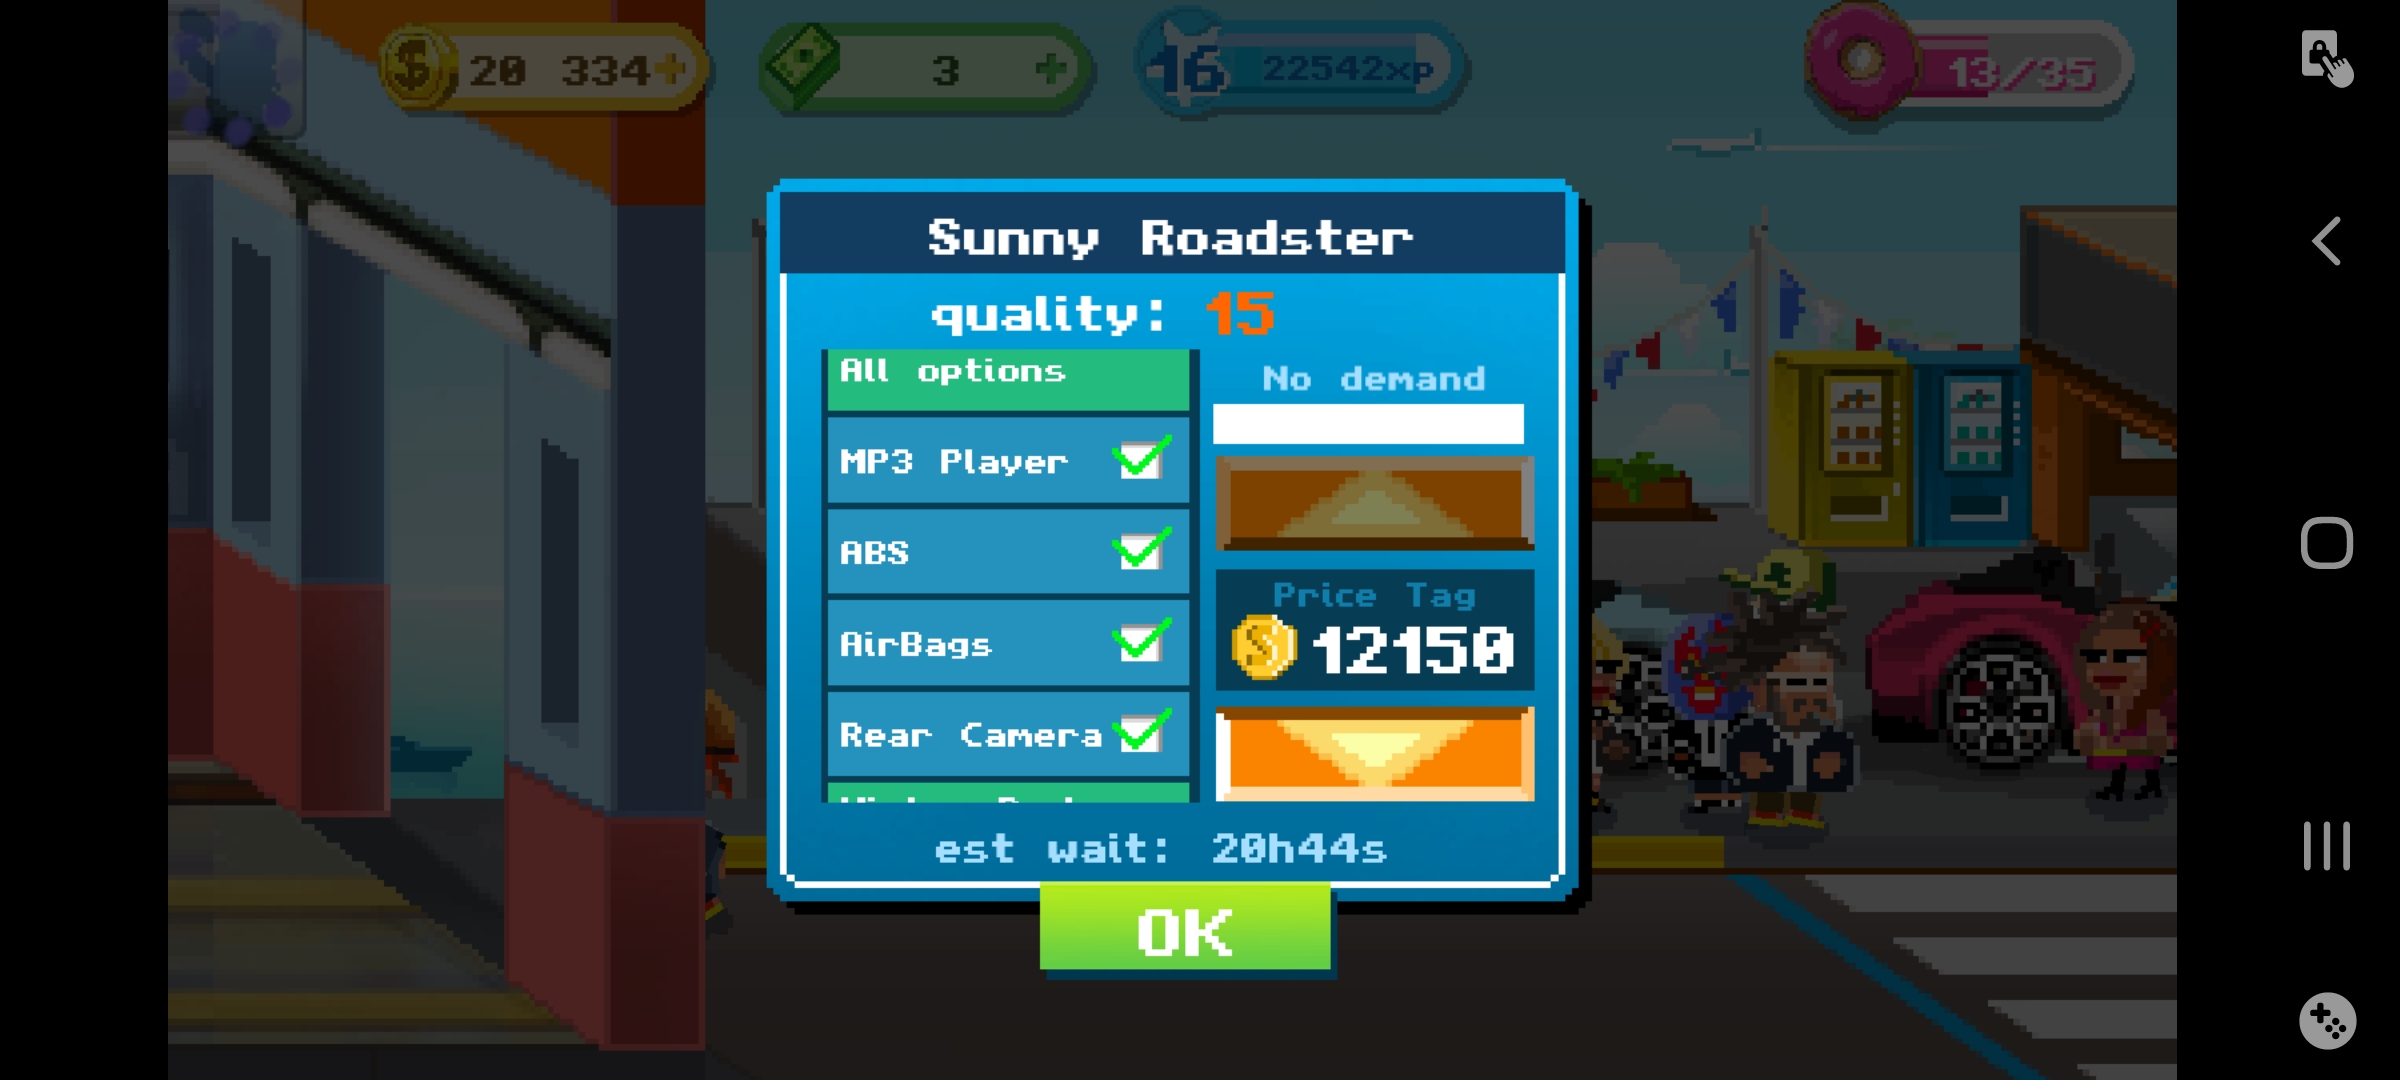 20 334
3
16 22542xp
13/35
Sunny Roadster
quality: 15
All options
No demand
MP3 Player
ABS
AirBags
Price Tag
12150
Rear Camera
est wait: 20h44s
OK